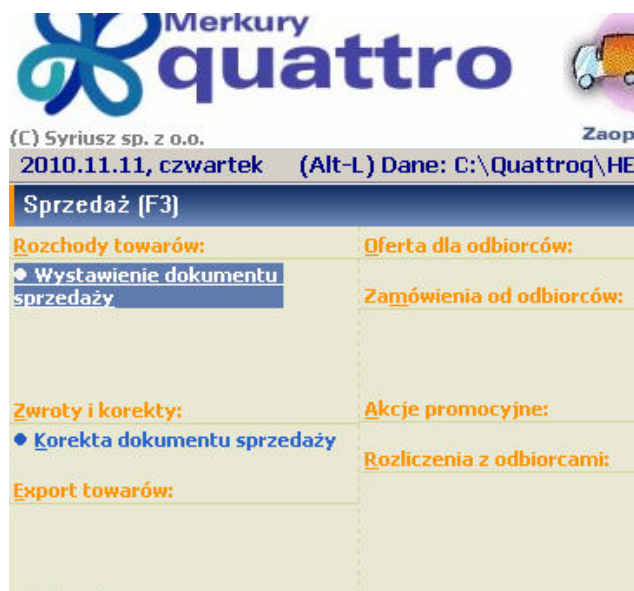 Merkury
quattro
(C) Syriusz sp. z o.o.
Zaop
2010.11.11, czwartek (Alt-L) Dane: C:\Quattroq\HE
Sprzedaż (F3)
Rozchody towarów:
Wystawienie dokumentu
sprzedaży
Zwroty i korekty:
Korekta dokumentu sprzedaży
Export towarów:
Oferta dla odbiorców:
Zamówienia od odbiorców:
Akcje promocyjne:
Rozliczenia z odbiorcami: